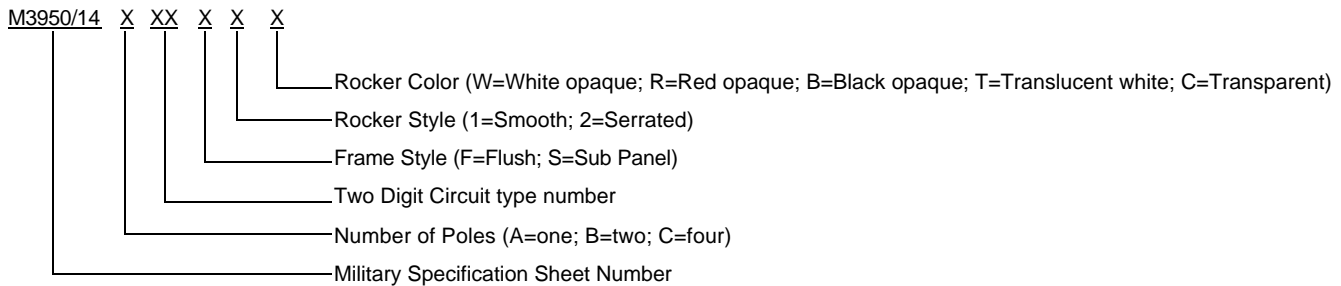 M3950/14 X XX X X X
Rocker Color (W=White opaque; R=Red opaque; B=Black opaque; T=Translucent white; C=Transparent)
Rocker Style (1=Smooth; 2=Serrated)
Frame Style (F=Flush; S=Sub Panel)
Two Digit Circuit type number
Number of Poles (A=one; B=two; C=four)
Military Specification Sheet Number